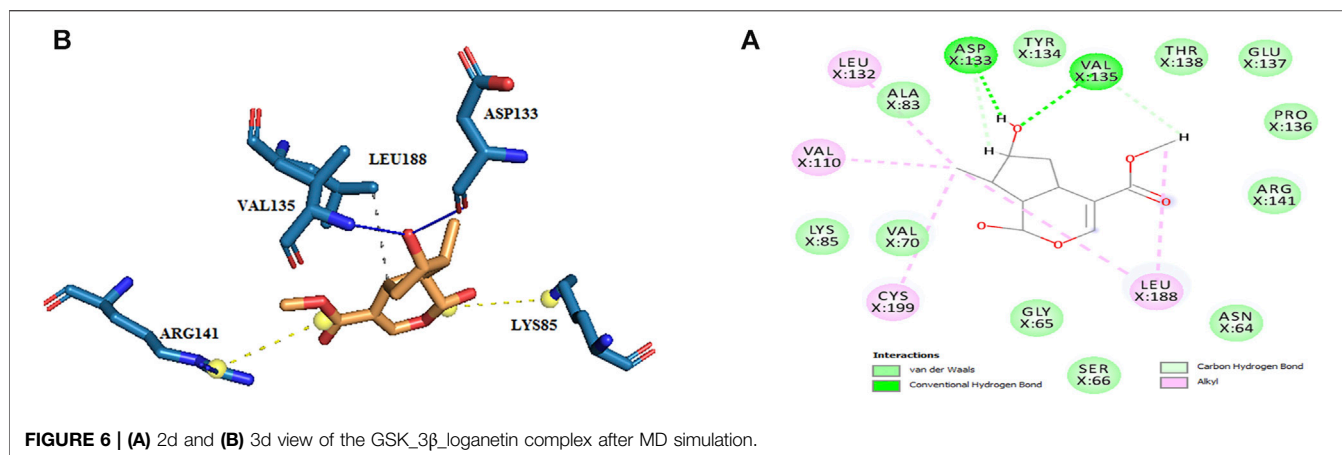 B
ASP133
LEU188
VAL135
ARG141
LYS85
A
ASP
X:133
TYR
X:134
VAL
X:135
THR
X:138
GLU
X:137
LEU
X:132
ALA
X:83
PRO
X:136
VAL
X:110
ARG
X:141
LYS
X:85
VAL
X:70
CYS
X:199
LEU
X:188
GLY
X:65
ASN
X:64
SER
X:66
H
O
H
H
O
O
O
O
Interactions
van der Waals
Conventional Hydrogen Bond
Carbon Hydrogen Bond
Alkyl
FIGURE 6 | (A) 2d and (B) 3d view of the GSK_3β_loganetin complex after MD simulation.